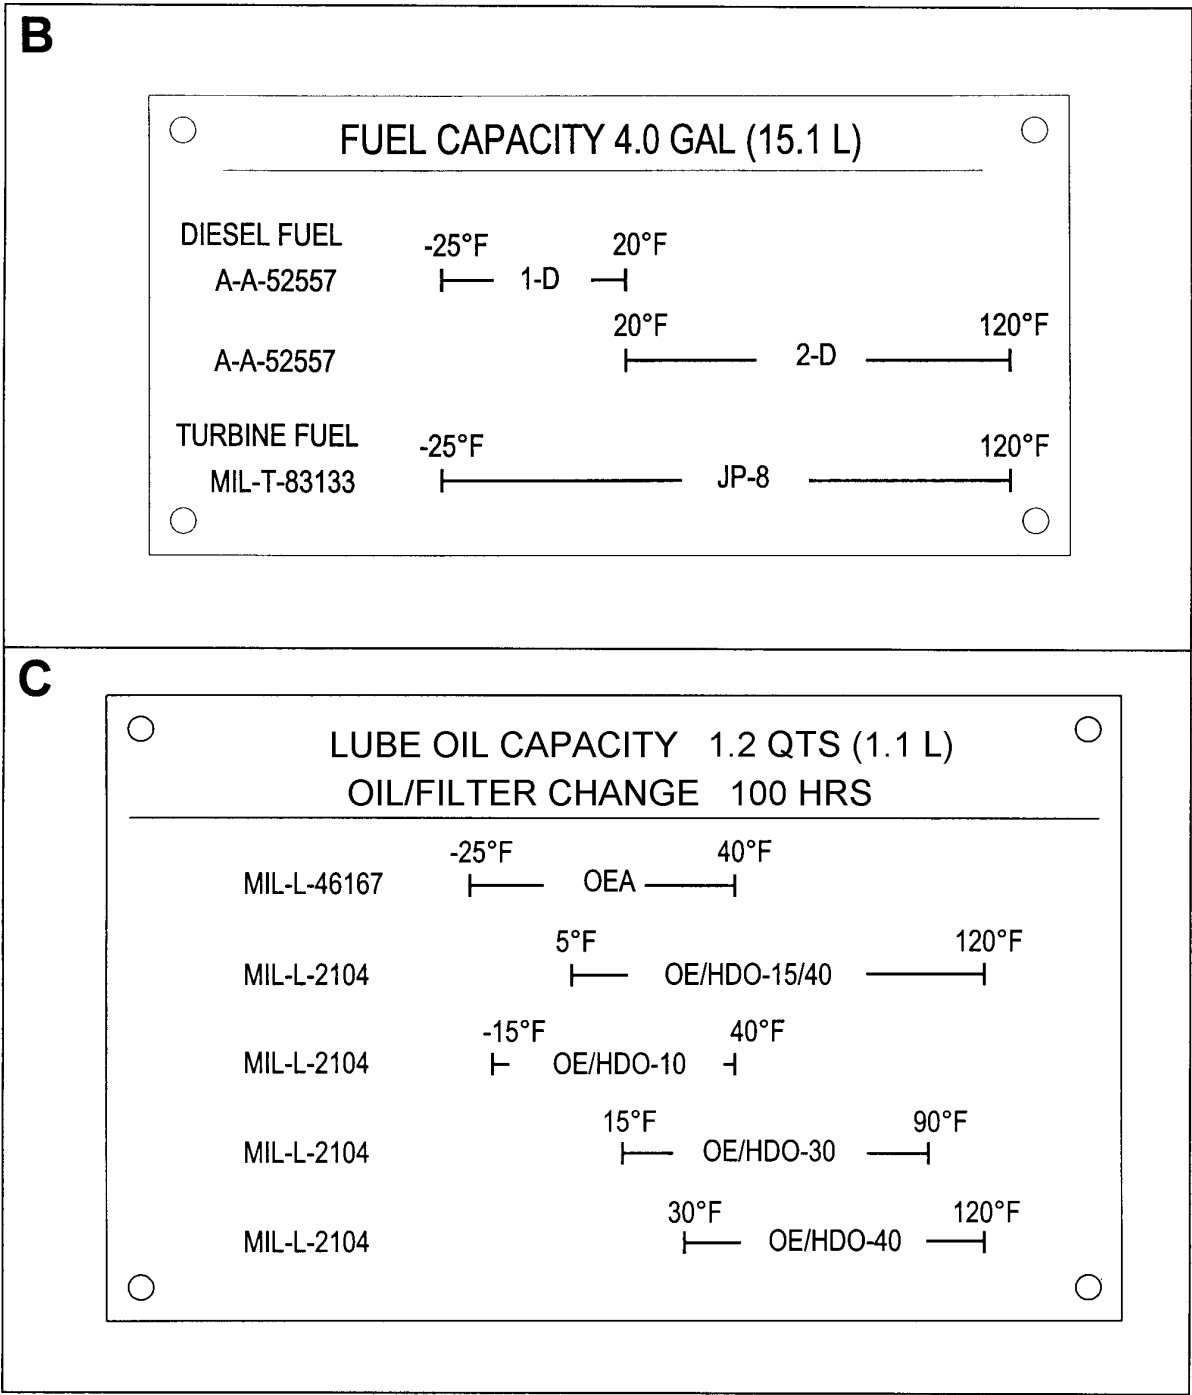 B
FUEL CAPACITY 4.0 GAL (15.1 L)
DIESEL FUEL
-25°F 20°F
A-A-52557 1-D
20°F 120°F
A-A-52557 2-D
TURBINE FUEL
-25°F 120°F
MIL-T-83133 JP-8
C
LUBE OIL CAPACITY 1.2 QTS (1.1 L)
OIL/FILTER CHANGE 100 HRS
-25°F 40°F
MIL-L-46167 OEA
5°F 120°F
MIL-L-2104 OE/HDO-15/40
-15°F 40°F
MIL-L-2104 OE/HDO-10
15°F 90°F
MIL-L-2104 OE/HDO-30
30°F 120°F
MIL-L-2104 OE/HDO-40